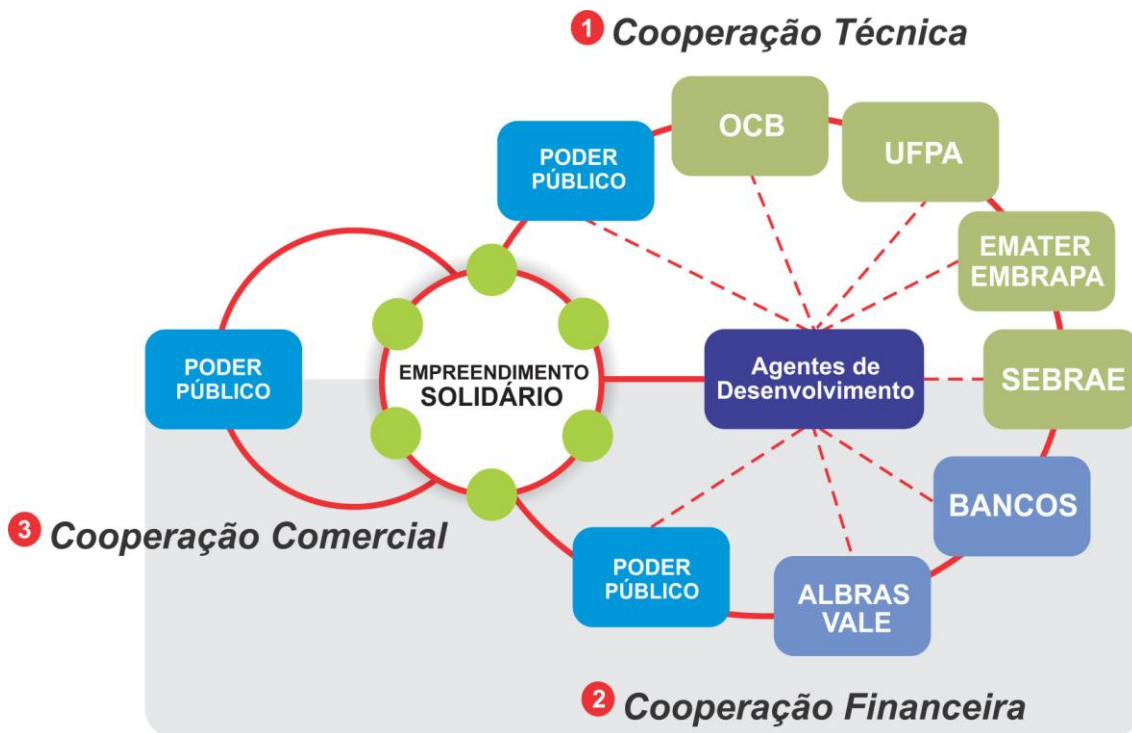 1 Cooperação Técnica
OCB
UFPA
PODER
PÚBLICO
EMATER
EMBRAPA
PODER
PÚBLICO
EMPREENDIMENTO
SOLIDÁRIO
Agentes de
Desenvolvimento
SEBRAE
BANCOS
3 Cooperação Comercial
PODER
PÚBLICO
ALBRAS
VALE
2 Cooperação Financeira